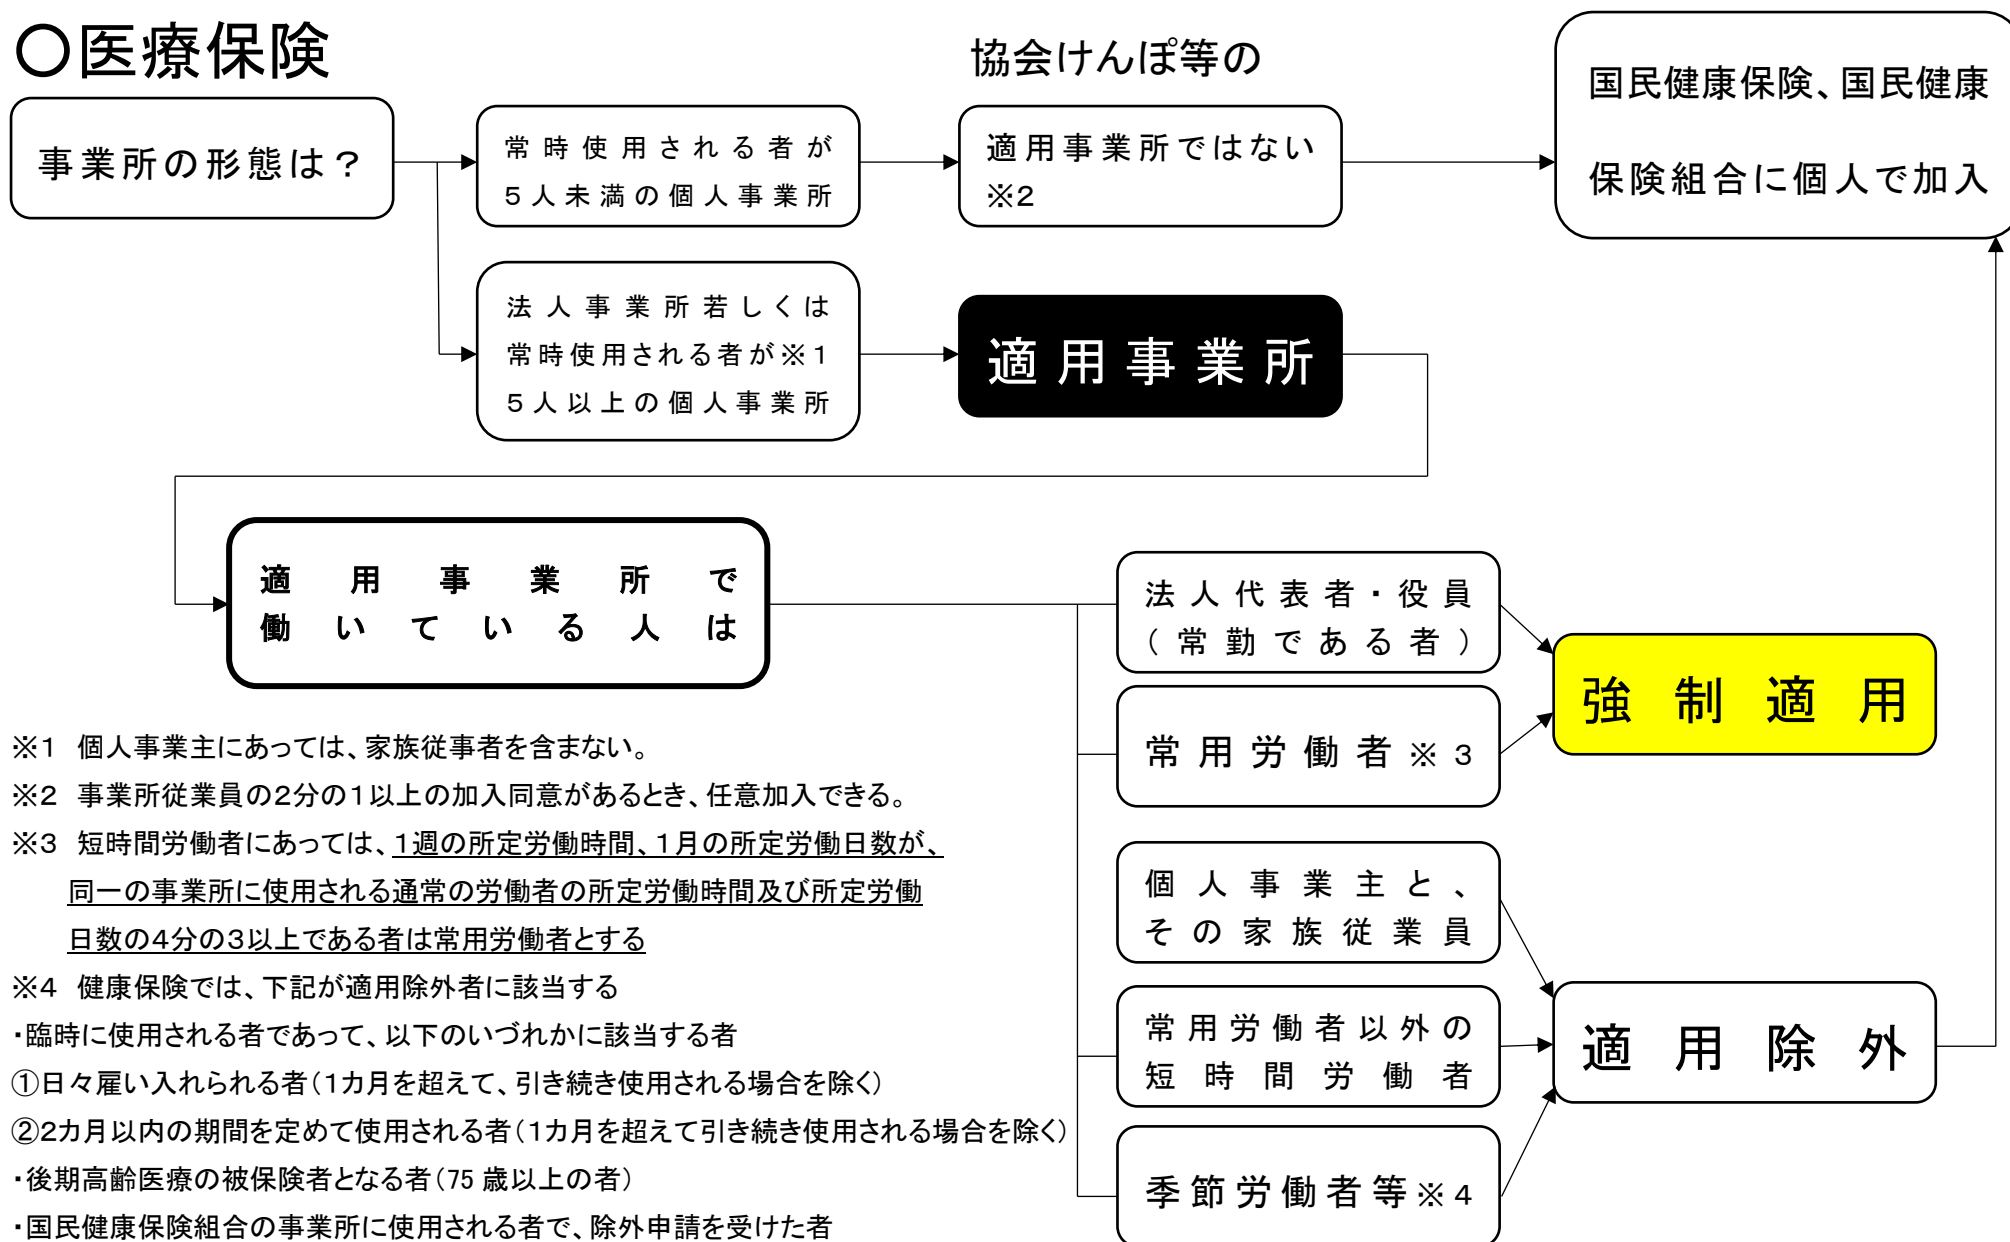 ○医療保険
協会けんぽ等の
事業所の形態は？
常時使用される者が
５人未満の個人事業所
適用事業所ではない
※２
国民健康保険、国民健康
保険組合に個人で加入
法人事業所若しくは
常時使用される者が※１
５人以上の個人事業所
適用事業所
適用事業所で
働いている人は
法人代表者・役員
（常勤である者）
常用労働者※３
強制適用
個人事業主と、
その家族従業員
常用労働者以外の
短時間労働者
季節労働者等※４
適用除外
※１　個人事業主にあっては、家族従事者を含まない。
※２　事業所従業員の２分の１以上の加入同意があるとき、任意加入できる。
※３　短時間労働者にあっては、１週の所定労働時間、１月の所定労働日数が、
同一の事業所に使用される通常の労働者の所定労働時間及び所定労働
日数の４分の３以上である者は常用労働者とする
※４　健康保険では、下記が適用除外者に該当する
・臨時に使用される者であって、以下のいづれかに該当する者
①日々雇い入れられる者（１カ月を超えて、引き続き使用される場合を除く）
②２カ月以内の期間を定めて使用される者（１カ月を超えて引き続き使用される場合を除く）
・後期高齢医療の被保険者となる者（75 歳以上の者）
・国民健康保険組合の事業所に使用される者で、除外申請を受けた者